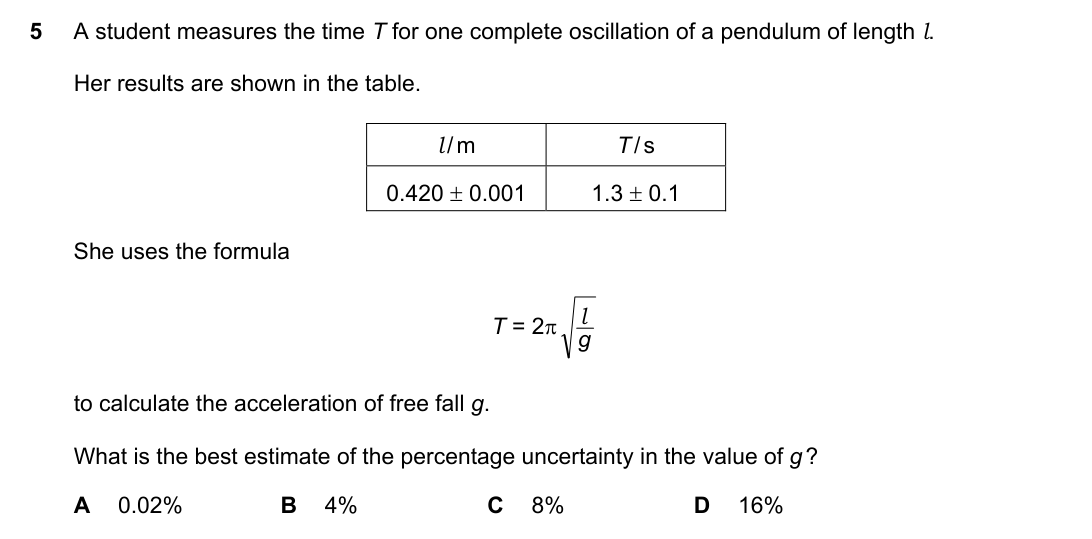 5 A student measures the time T for one complete oscillation of a pendulum of length l.
Her results are shown in the table.
l/m T/s
0.420 ± 0.001 1.3 ± 0.1
She uses the formula
T = 2π√(l/g)
to calculate the acceleration of free fall g.
What is the best estimate of the percentage uncertainty in the value of g?
A 0.02% B 4% C 8% D 16%